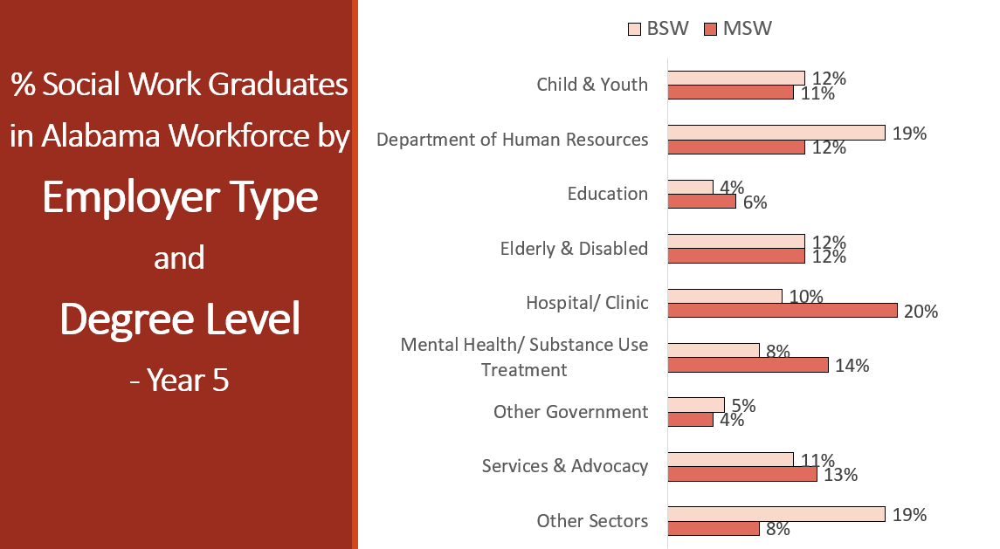 % Social Work Graduates
in Alabama Workforce by
Employer Type
and
Degree Level
- Year 5
BSW MSW
Child & Youth 12%
11%
Department of Human Resources 19%
12%
Education 4%
6%
Elderly & Disabled 12%
12%
Hospital/ Clinic 10%
20%
Mental Health/ Substance Use
Treatment
8%
14%
Other Government 5%
4%
Services & Advocacy 11%
13%
Other Sectors 19%
8%